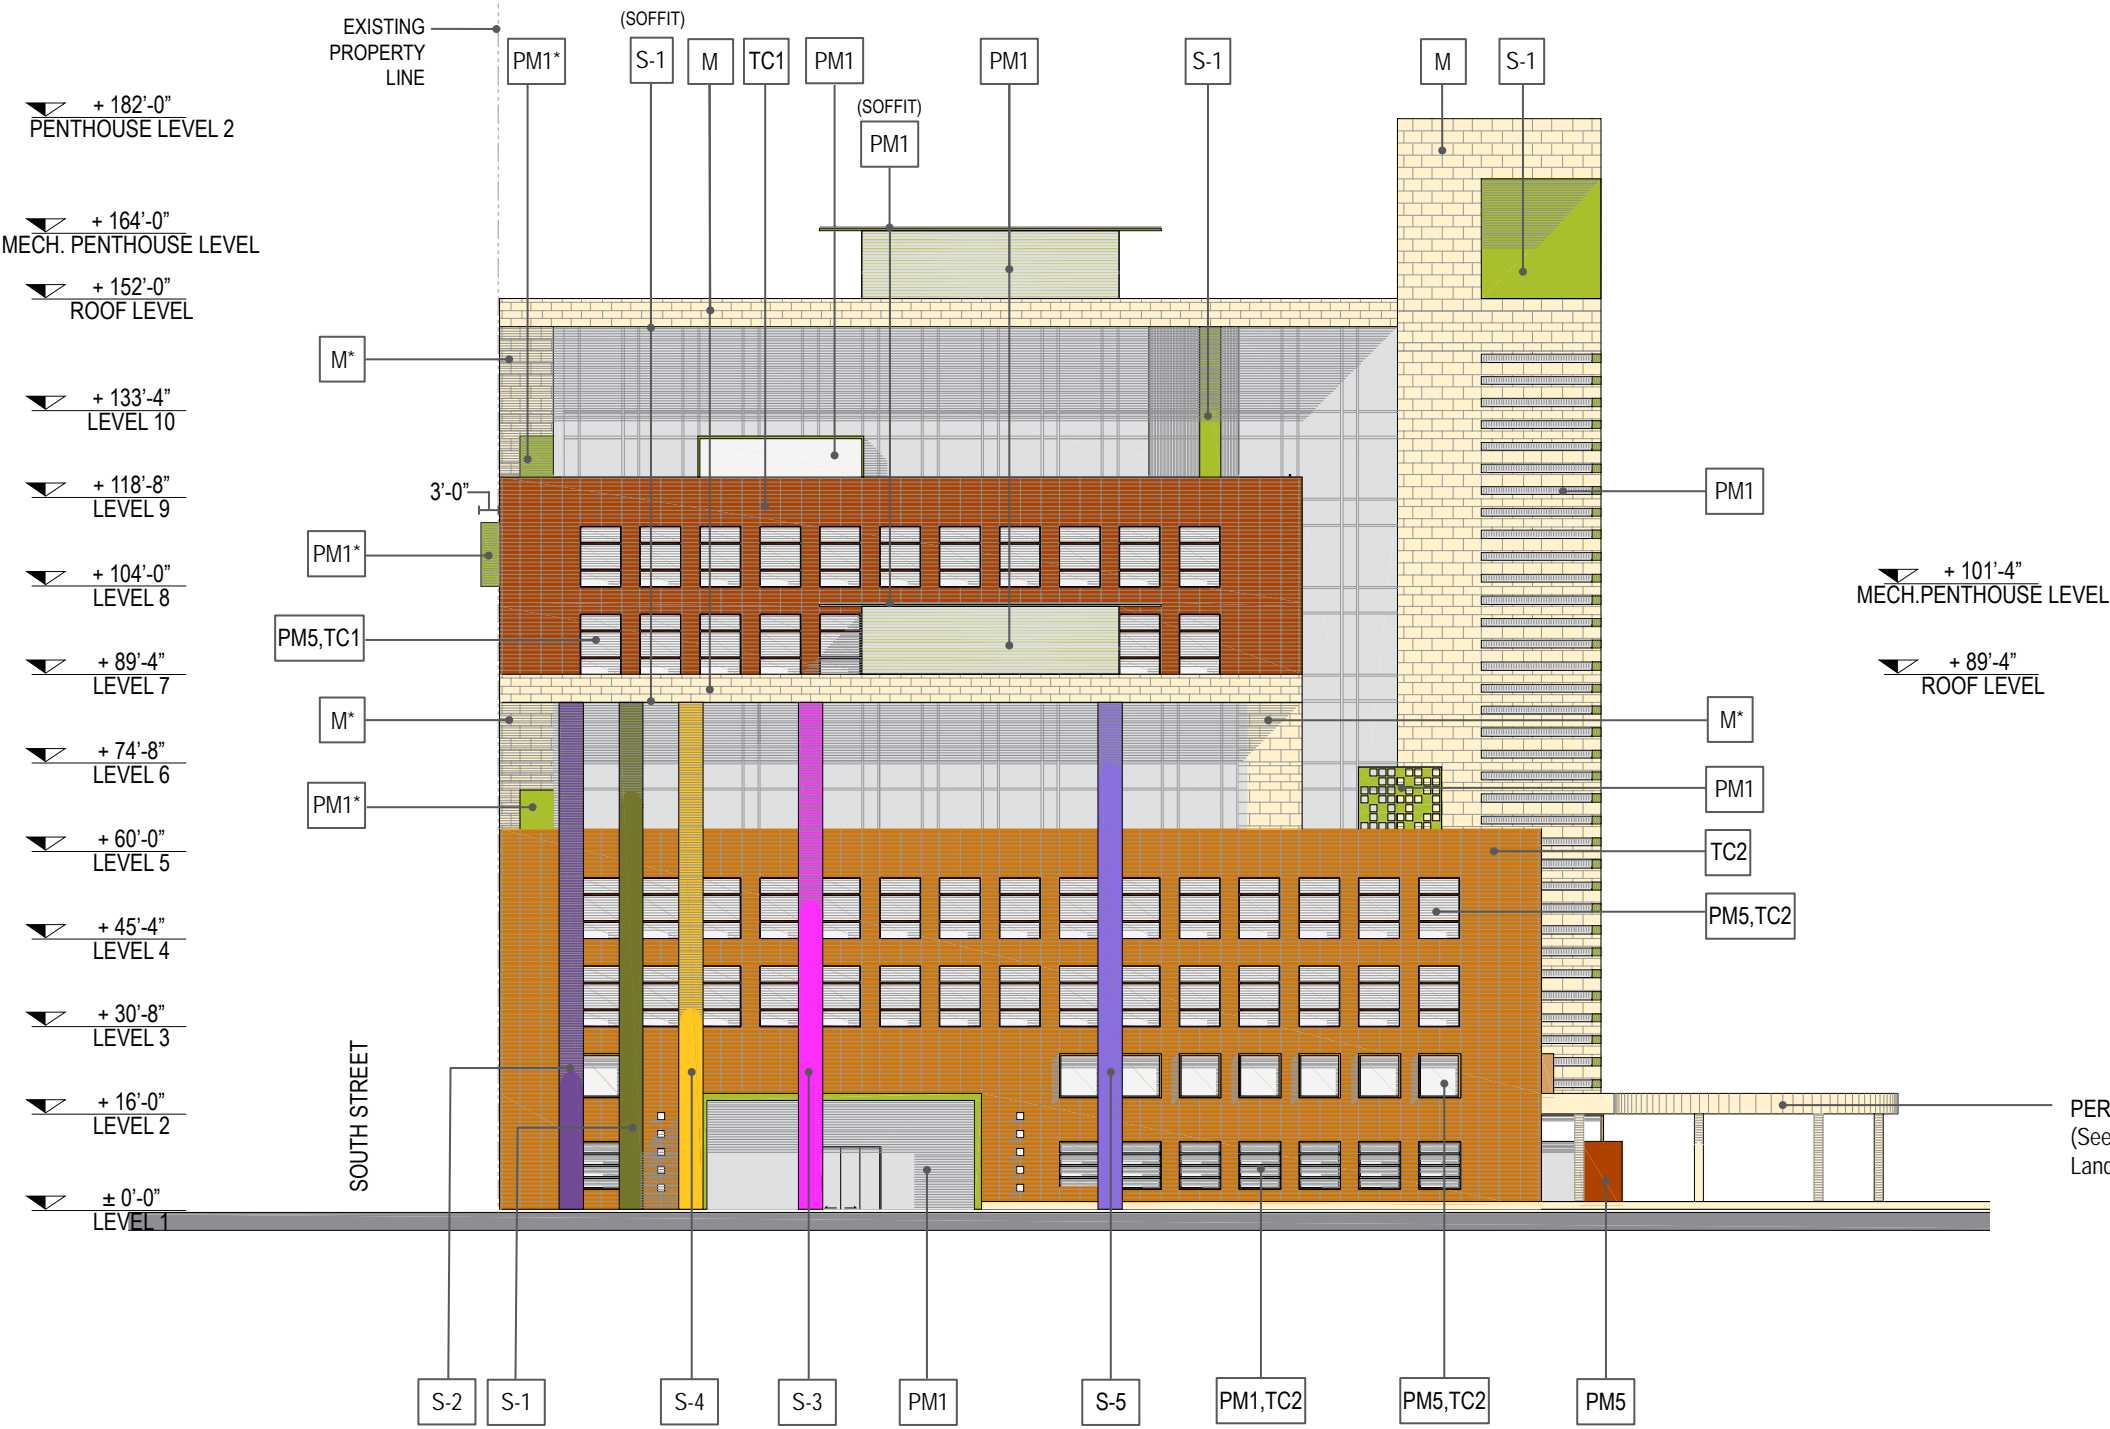 EXISTING
PROPERTY
LINE
(SOFFIT)
PM1*
S-1
M
TC1
PM1
PM1
S-1
M
S-1
(SOFFIT)
PM1
+ 182’-0”
PENTHOUSE LEVEL 2
+ 164’-0”
MECH. PENTHOUSE LEVEL
+ 152’-0”
ROOF LEVEL
M*
+ 133’-4”
LEVEL 10
+ 118’-8”
LEVEL 9
3’-0”
PM1
PM1*
+ 104’-0”
LEVEL 8
+ 101’-4”
MECH.PENTHOUSE LEVEL
PM5,TC1
+ 89’-4”
LEVEL 7
+ 89’-4”
ROOF LEVEL
M*
M*
+ 74’-8”
LEVEL 6
PM1*
PM1
+ 60’-0”
LEVEL 5
TC2
PM5,TC2
+ 45’-4”
LEVEL 4
+ 30’-8”
LEVEL 3
SOUTH STREET
+ 16’-0”
LEVEL 2
PER
(See
Land
± 0’-0”
LEVEL 1
S-2
S-1
S-4
S-3
PM1
S-5
PM1,TC2
PM5,TC2
PM5